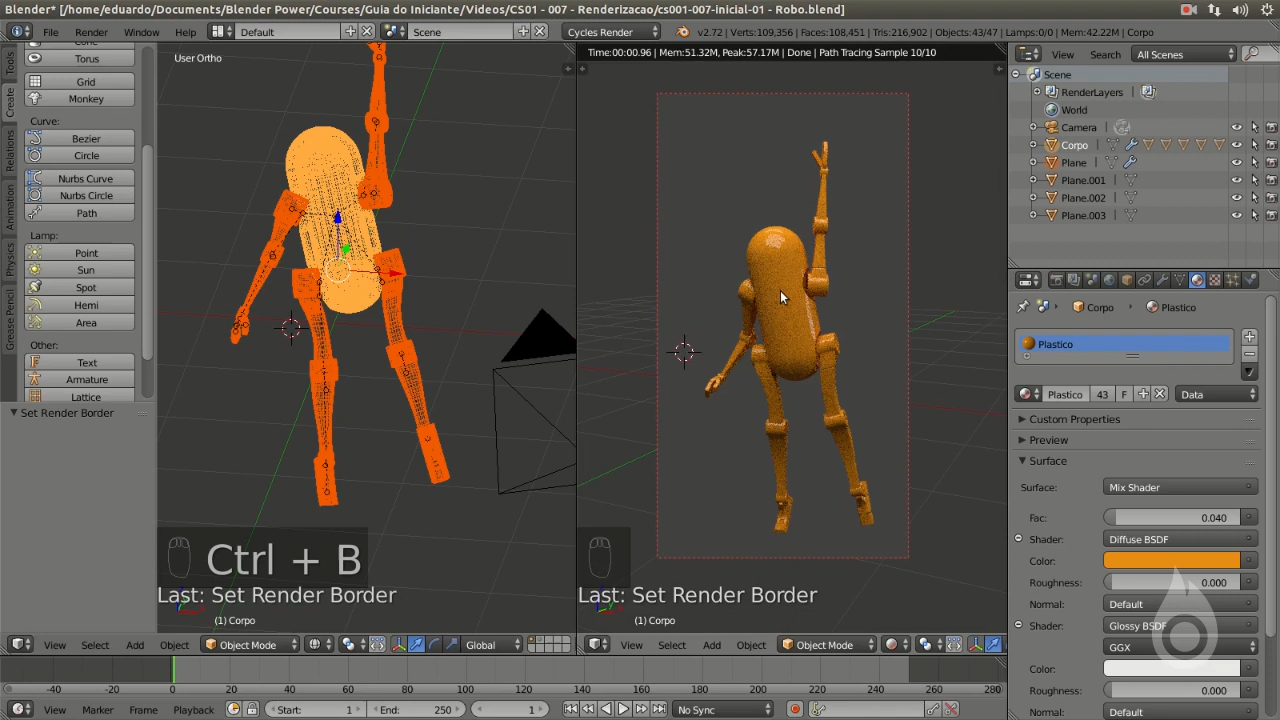 Blender* [/home/eduardo/Documents/Blender Power/Courses/Guia do Iniciante/Videos/CS01 - 007 - Renderizacao/cs001-007-inicial-01 - Robo.blend]
File Render Window Help Default Scene Cycles Render v2.72 | Verts:109,356 | Faces:108,451 | Tris:216,902 | Objects:43/47 | Lamps:0/0 | Mem:42.22M | Corpo
Tools
Create
Relations
Animation
Physics
Grease Pencil
Torus
Grid
Monkey
Curve:
Bezier
Circle
Nurbs Curve
Nurbs Circle
Path
Lamp:
Point
Sun
Spot
Hemi
Area
Other:
Text
Armature
Lattice
Set Render Border
User Ortho
Ctrl + B
Last: Set Render Border
(1) Corpo
View Select Add Object Object Mode Global
Time:00:00.96 | Mem:51.32M, Peak:57.17M | Done | Path Tracing Sample 10/10
Last: Set Render Border
(1) Corpo
View Select Add Object Object Mode
View Search All Scenes
Scene
RenderLayers
World
Camera
Corpo
Plane
Plane.001
Plane.002
Plane.003
Corpo Plastico
Plastico
Plastico 43 F Data
Custom Properties
Preview
Surface
Surface: Mix Shader
Fac: 0.040
Shader: Diffuse BSDF
Color:
Roughness: 0.000
Normal: Default
Shader: Glossy BSDF
GGX
Color:
Roughness: 0.000
Normal: Default
-40 -20 0 20 40 60 80 100 120 140 160 180 200 220 240 260 280
View Marker Frame Playback Start: 1 End: 250 1 No Sync